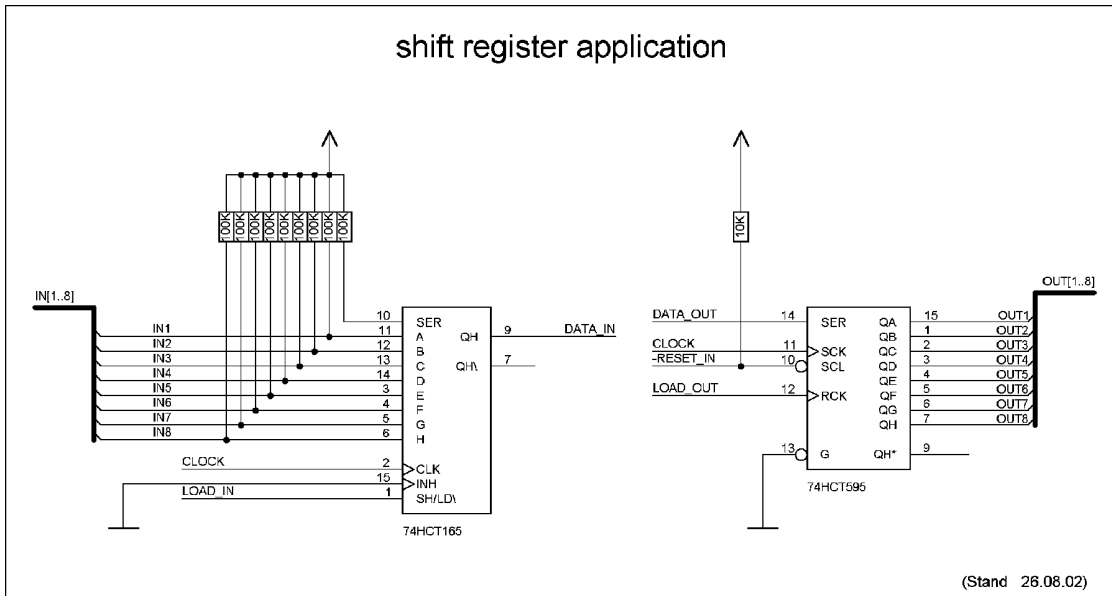 shift register application
100K 100K 100K 100K 100K 100K 100K 100K 100K
10K
IN[1..8]
IN1
IN2
IN3
IN4
IN5
IN6
IN7
IN8
CLOCK
LOAD_IN
10 SER
11 A
12 B
13 C
14 D
3 E
4 F
5 G
6 H
2 CLK
15 INH
1 SH/LD\
QH 9 DATA_IN
QH\ 7
74HCT165
OUT[1..8]
DATA_OUT 14 SER
CLOCK 11 SCK
-RESET_IN 10 SCL
LOAD_OUT 12 RCK
13 G
QA 15 OUT1
QB 1 OUT2
QC 2 OUT3
QD 3 OUT4
QE 4 OUT5
QF 5 OUT6
QG 6 OUT7
QH 7 OUT8
QH* 9
74HCT595
(Stand 26.08.02)